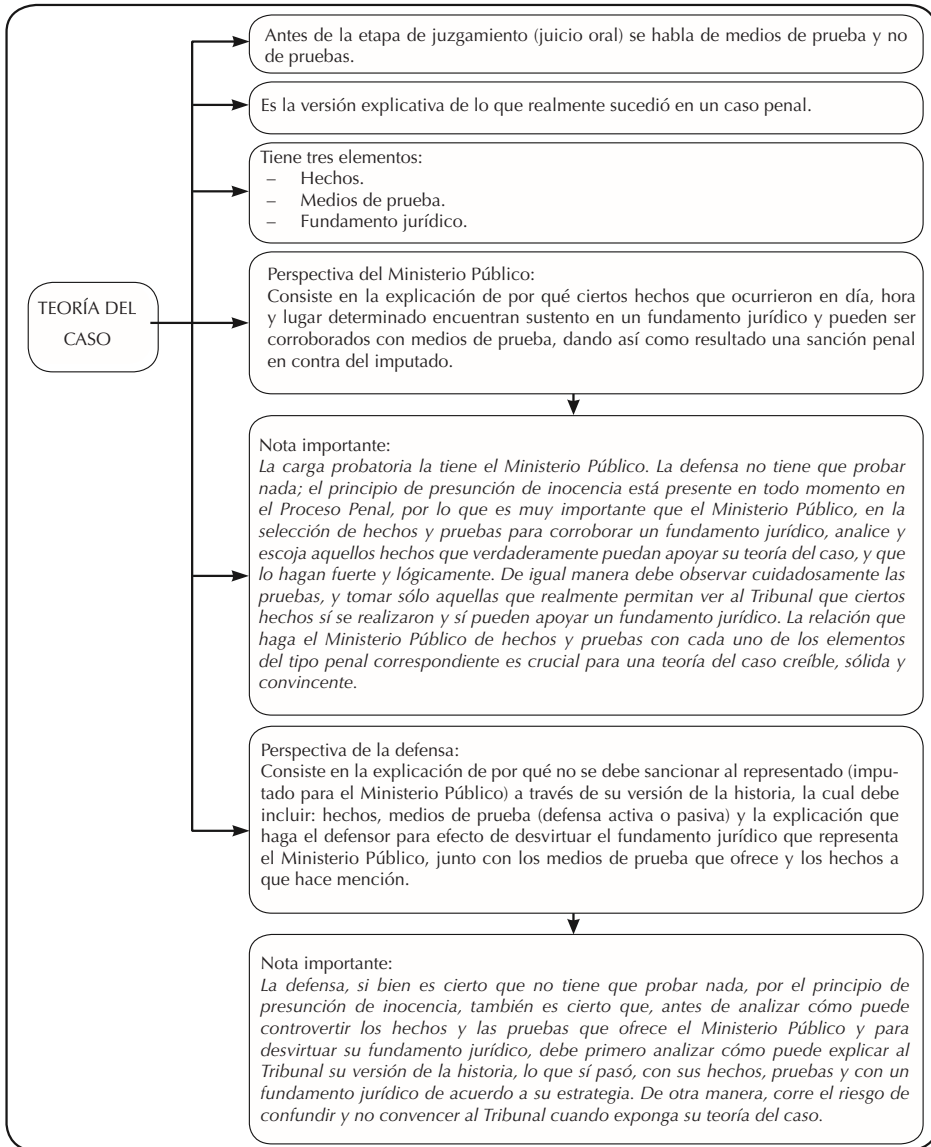 Antes de la etapa de juzgamiento (juicio oral) se habla de medios de prueba y no
de pruebas.
Es la versión explicativa de lo que realmente sucedió en un caso penal.
Tiene tres elementos:
– Hechos.
– Medios de prueba.
– Fundamento jurídico.
TEORÍA DEL
CASO
Perspectiva del Ministerio Público:
Consiste en la explicación de por qué ciertos hechos que ocurrieron en día, hora
y lugar determinado encuentran sustento en un fundamento jurídico y pueden ser
corroborados con medios de prueba, dando así como resultado una sanción penal
en contra del imputado.
Nota importante:
La carga probatoria la tiene el Ministerio Público. La defensa no tiene que probar
nada; el principio de presunción de inocencia está presente en todo momento en
el Proceso Penal, por lo que es muy importante que el Ministerio Público, en la
selección de hechos y pruebas para corroborar un fundamento jurídico, analice y
escoja aquellos hechos que verdaderamente puedan apoyar su teoría del caso, y que
lo hagan fuerte y lógicamente. De igual manera debe observar cuidadosamente las
pruebas, y tomar sólo aquellas que realmente permitan ver al Tribunal que ciertos
hechos sí se realizaron y sí pueden apoyar un fundamento jurídico. La relación que
haga el Ministerio Público de hechos y pruebas con cada uno de los elementos
del tipo penal correspondiente es crucial para una teoría del caso creíble, sólida y
convincente.
Perspectiva de la defensa:
Consiste en la explicación de por qué no se debe sancionar al representado (impu-
tado para el Ministerio Público) a través de su versión de la historia, la cual debe
incluir: hechos, medios de prueba (defensa activa o pasiva) y la explicación que
haga el defensor para efecto de desvirtuar el fundamento jurídico que representa
el Ministerio Público, junto con los medios de prueba que ofrece y los hechos a
que hace mención.
Nota importante:
La defensa, si bien es cierto que no tiene que probar nada, por el principio de
presunción de inocencia, también es cierto que, antes de analizar cómo puede
controvertir los hechos y las pruebas que ofrece el Ministerio Público y para
desvirtuar su fundamento jurídico, debe primero analizar cómo puede explicar al
Tribunal su versión de la historia, lo que sí pasó, con sus hechos, pruebas y con un
fundamento jurídico de acuerdo a su estrategia. De otra manera, corre el riesgo de
confundir y no convencer al Tribunal cuando exponga su teoría del caso.